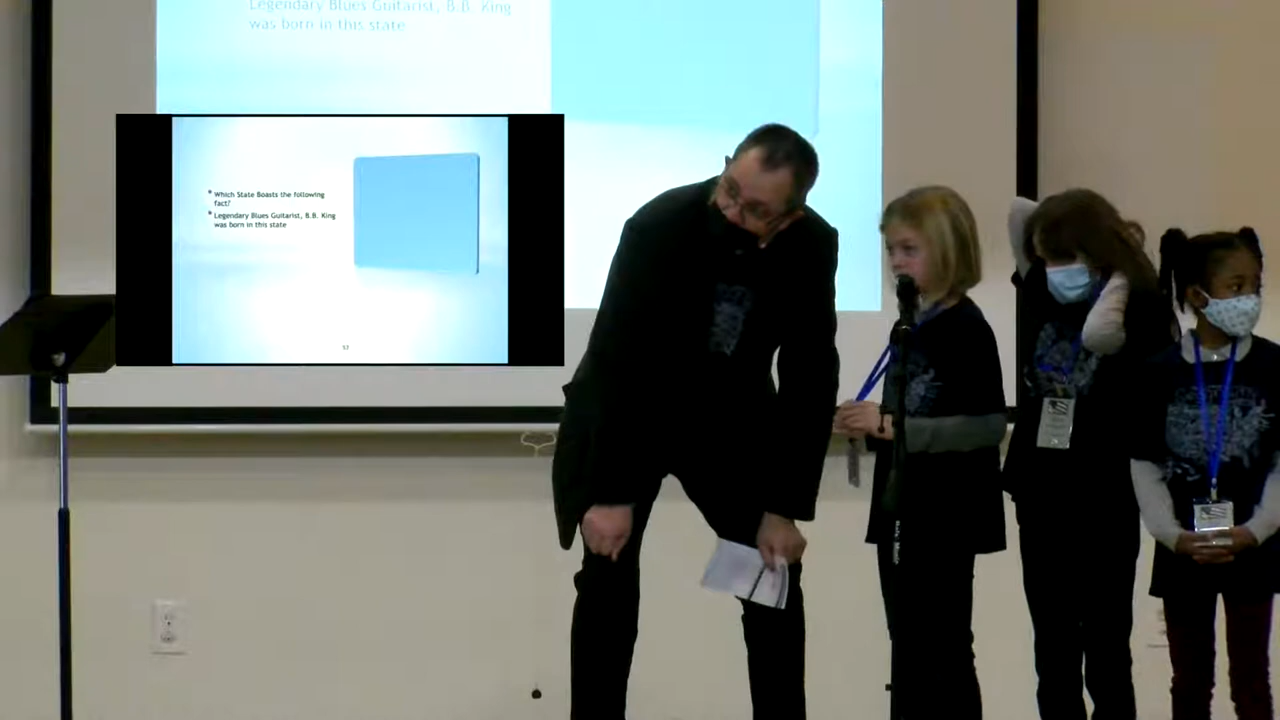 Legendary Blues Guitarist, B.B. King
was born in this state
* Which State Boasts the following
fact?
* Legendary Blues Guitarist, B.B. King
was born in this state
57